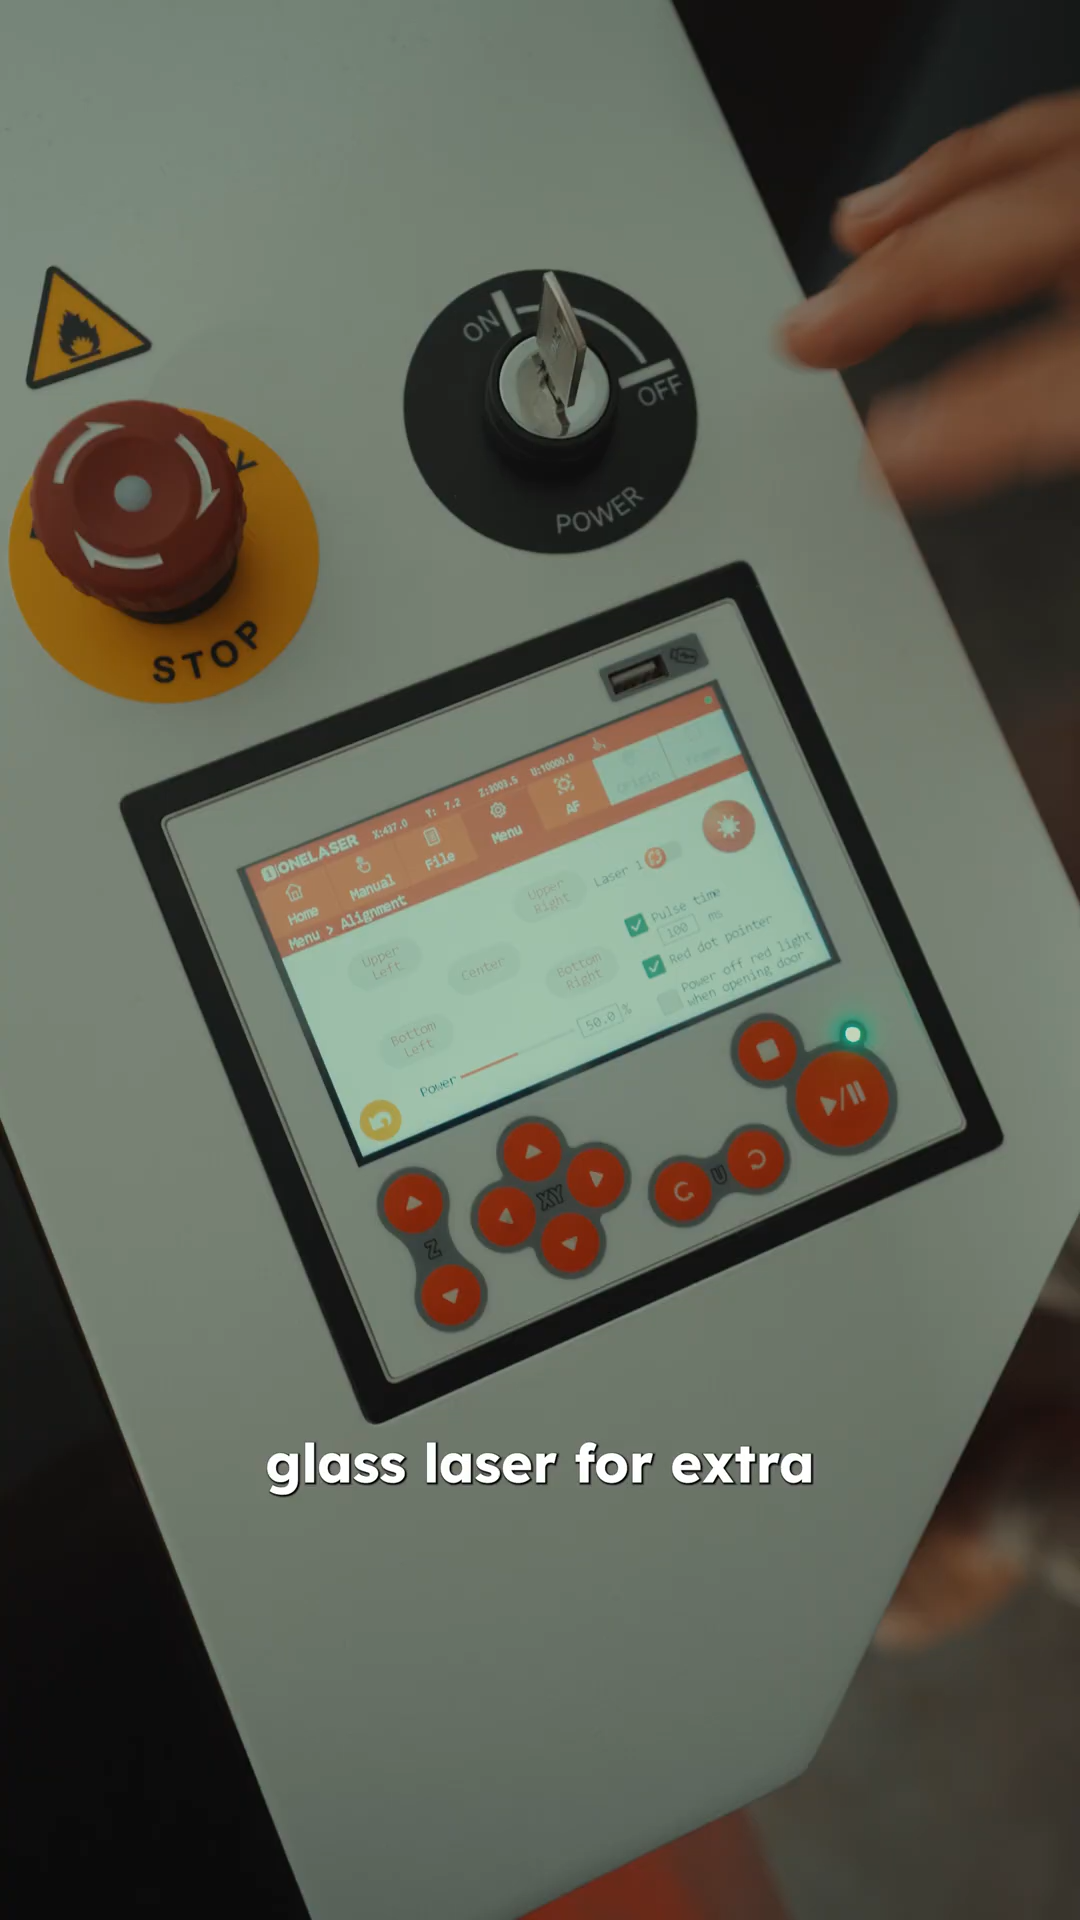 ON
OFF
POWER
STOP
ONELASER
X:437.0 Y: 7.2 Z:3003.5 U:10000.0
Home
Manual
File
Menu
AF
Origin
Frame
Menu > Alignment
Upper Left
Upper Right
Center
Bottom Right
Bottom Left
Laser 1
Pulse time
100 ms
Red dot pointer
Power off red light
when opening door
Power
50.0 %
Z
XY
U
glass laser for extra